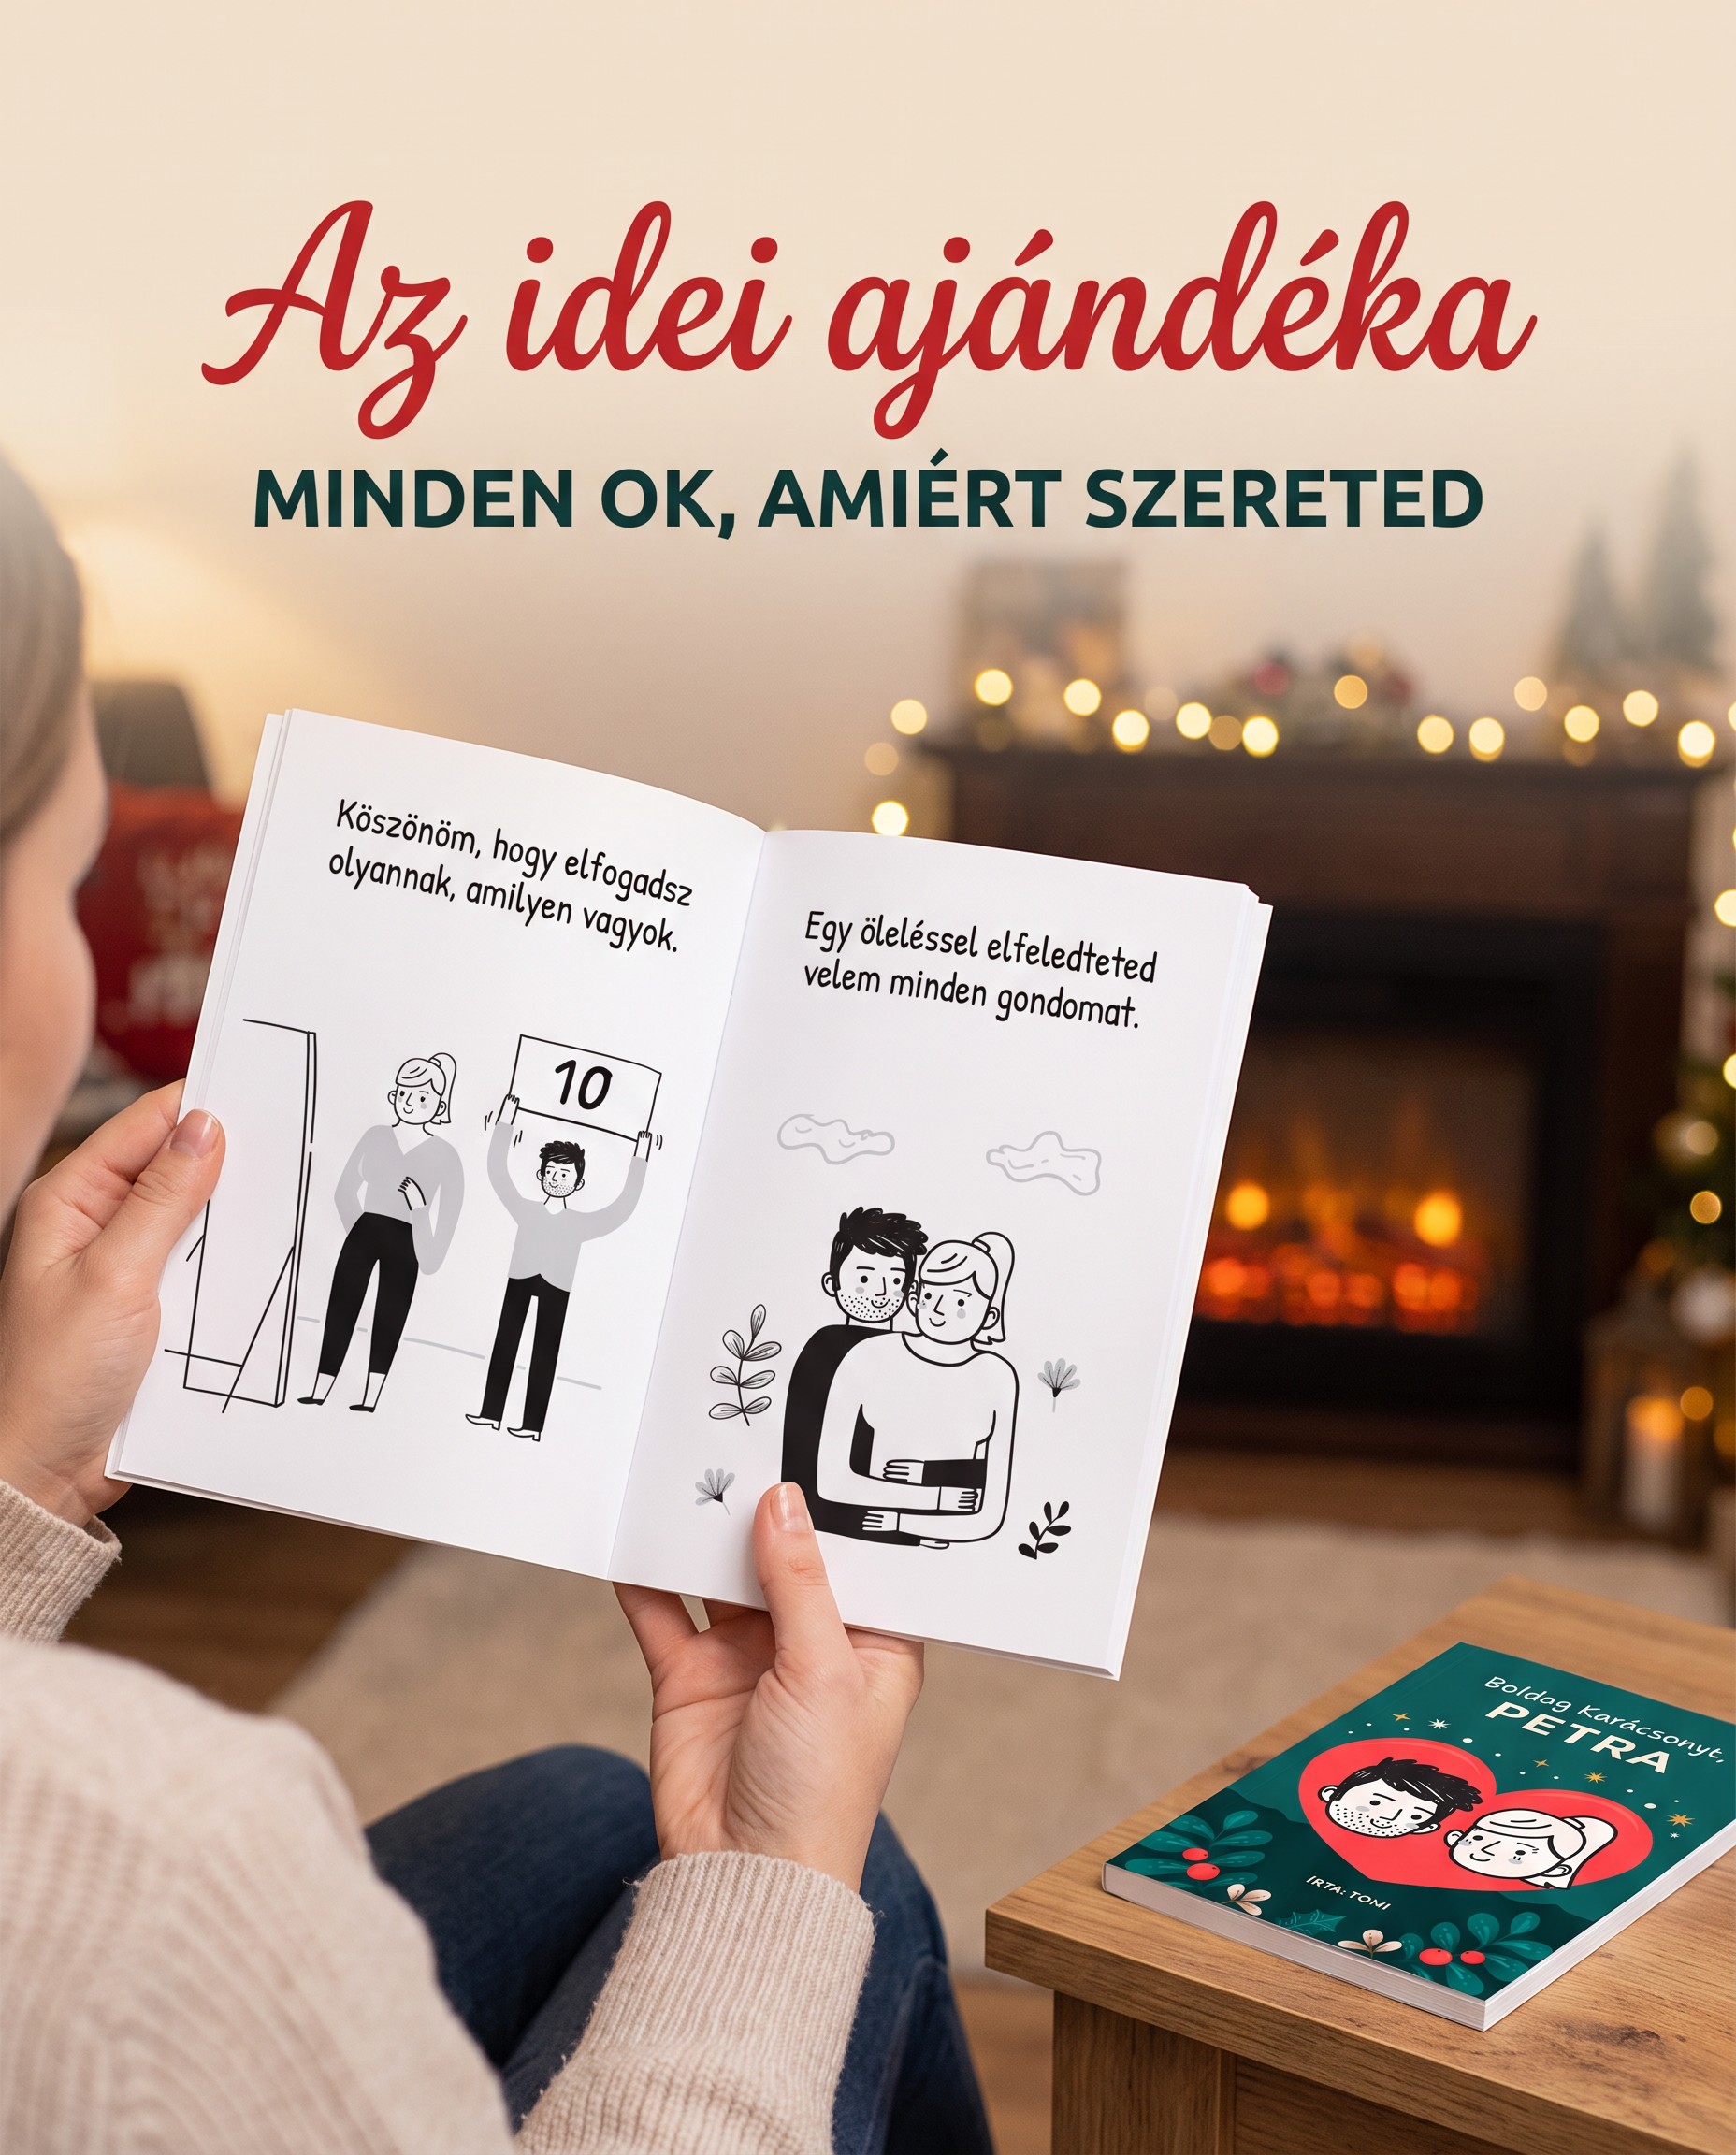 Az idei ajándéka
MINDEN OK, AMIÉRT SZERETED
Köszönöm, hogy elfogadsz
olyannak, amilyen vagyok.
10
Egy öleléssel elfeledteted
velem minden gondomat.
Boldog Karácsonyt,
PETRA
ÍRTA: TONI